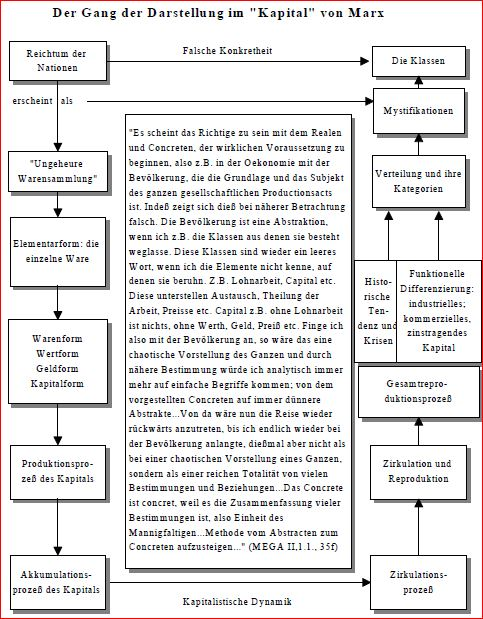 Der Gang der Darstellung im "Kapital" von Marx
Reichtum der
Nationen
Falsche Konkretheit
Die Klassen
erscheint als
Mystifikationen
"Ungeheure
Warensammlung"
Elementarform: die
einzelne Ware
Warenform
Wertform
Geldform
Kapitalform
Produktionspro-
zeß des Kapitals
Akkumulations-
prozeß des Kapitals
"Es scheint das Richtige zu sein mit dem Realen
und Concreten, der wirklichen Voraussetzung zu
beginnen, also z.B. in der Oekonomie mit der
Bevölkerung, die die Grundlage und das Subjekt
des ganzen gesellschaftlichen Productionsacts
ist. Indeß zeigt sich dieß bei näherer Betrachtung
falsch. Die Bevölkerung ist eine Abstraktion,
wenn ich z.B. die Klassen aus denen sie besteht
weglasse. Diese Klassen sind wieder ein leeres
Wort, wenn ich die Elemente nicht kenne, auf
denen sie beruhn. Z.B. Lohnarbeit, Capital etc.
Diese unterstellen Austausch, Theilung der
Arbeit, Preisse etc. Capital z.B. ohne Lohnarbeit
ist nichts, ohne Werth, Geld, Preiß etc. Finge ich
also mit der Bevölkerung an, so wäre das eine
chaotische Vorstellung des Ganzen und durch
nähere Bestimmung würde ich analytisch immer
mehr auf einfache Begriffe kommen; von dem
vorgestellten Concreten auf immer dünnere
Abstrakte...Von da wäre nun die Reise wieder
rückwärts anzutreten, bis ich endlich wieder bei
der Bevölkerung anlangte, dießmal aber nicht als
bei einer chaotischen Vorstellung eines Ganzen,
sondern als einer reichen Totalität von vielen
Bestimmungen und Beziehungen...Das Concrete
ist concret, weil es die Zusammenfassung vieler
Bestimmungen ist, also Einheit des
Mannigfaltigen...Methode vom Abstracten zum
Concreten aufzusteigen..." (MEGA II,1.1., 35f)
Verteilung und ihre
Kategorien
Histo-
rische
Ten-
denz und
Krisen
Funktionelle
Differenzierung:
industrielles;
kommerzielles,
zinstragendes
Kapital
Gesamtrepro-
duktionsprozeß
Zirkulation und
Reproduktion
Zirkulations-
prozeß
Kapitalistische Dynamik